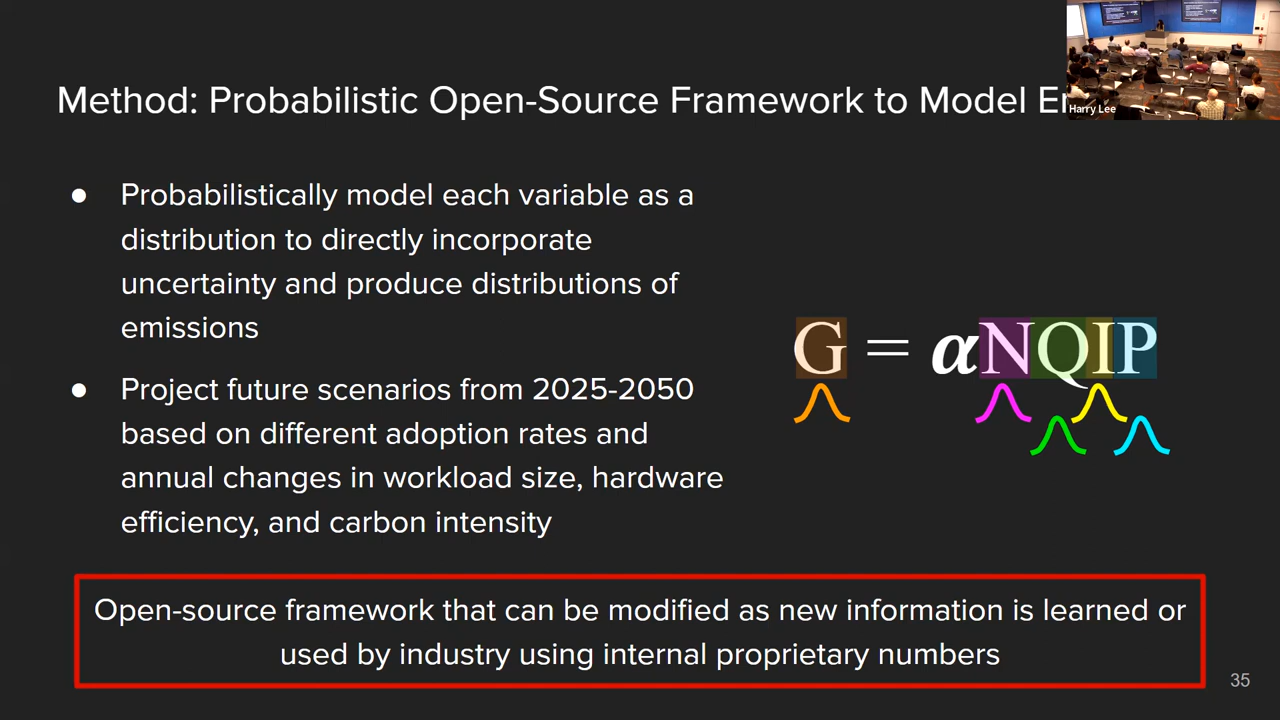 Harry Lee
Method: Probabilistic Open-Source Framework to Model
● Probabilistically model each variable as a
distribution to directly incorporate
uncertainty and produce distributions of
emissions
● Project future scenarios from 2025-2050
based on different adoption rates and
annual changes in workload size, hardware
efficiency, and carbon intensity
G = αNQIP
Open-source framework that can be modified as new information is learned or
used by industry using internal proprietary numbers
35